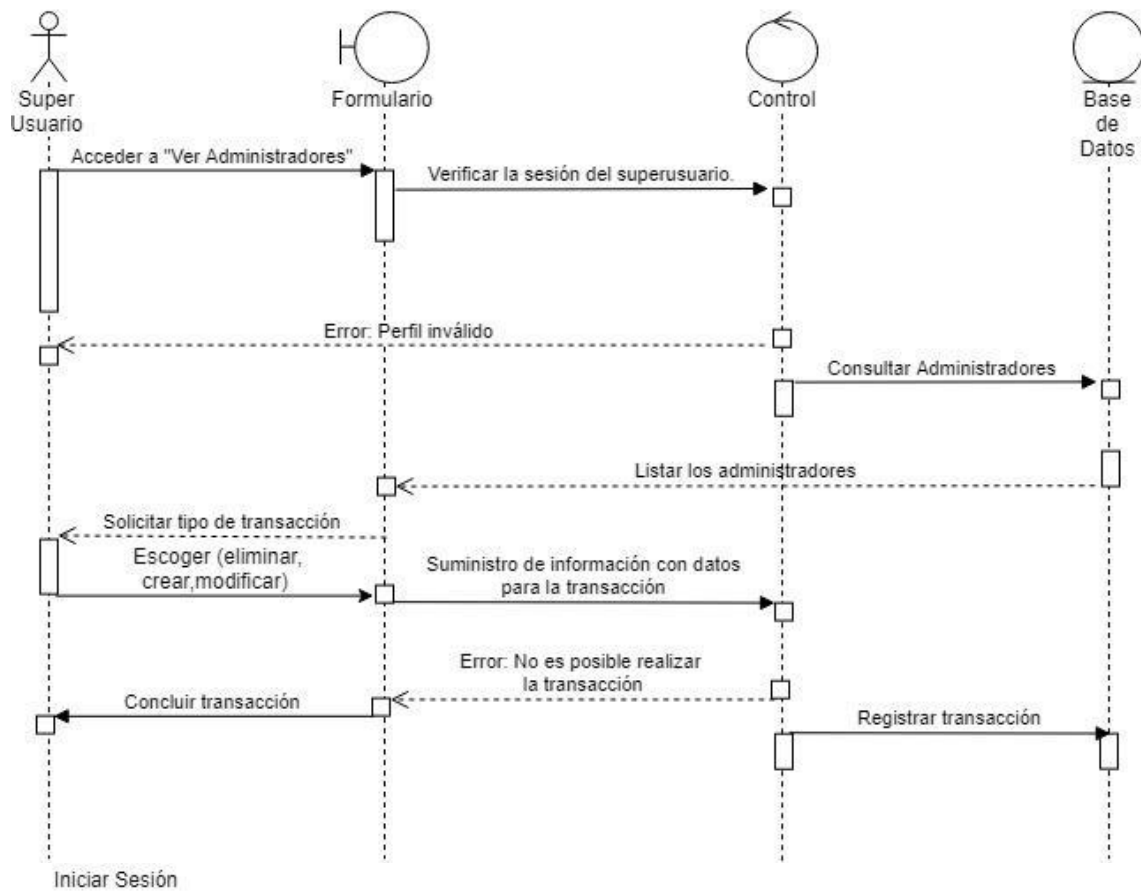 Super
Usuario
Formulario
Control
Base
de
Datos
Acceder a "Ver Administradores"
Verificar la sesión del superusuario.
Error: Perfil inválido
Consultar Administradores
Listar los administradores
Solicitar tipo de transacción
Escoger (eliminar,
crear,modificar)
Suministro de información con datos
para la transacción
Error: No es posible realizar
la transacción
Concluir transacción
Registrar transacción
Iniciar Sesión